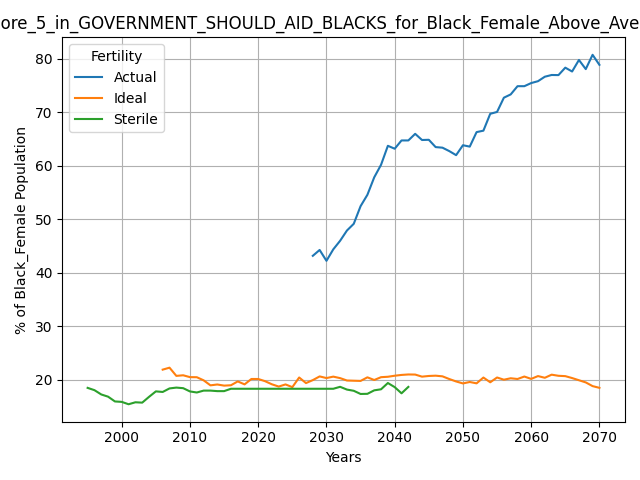 ore_5_in_GOVERNMENT_SHOULD_AID_BLACKS_for_Black_Female_Above_Ave
Fertility
Actual
Ideal
Sterile
80
70
60
50
40
30
20
% of Black_Female Population
2000 2010 2020 2030 2040 2050 2060 2070
Years